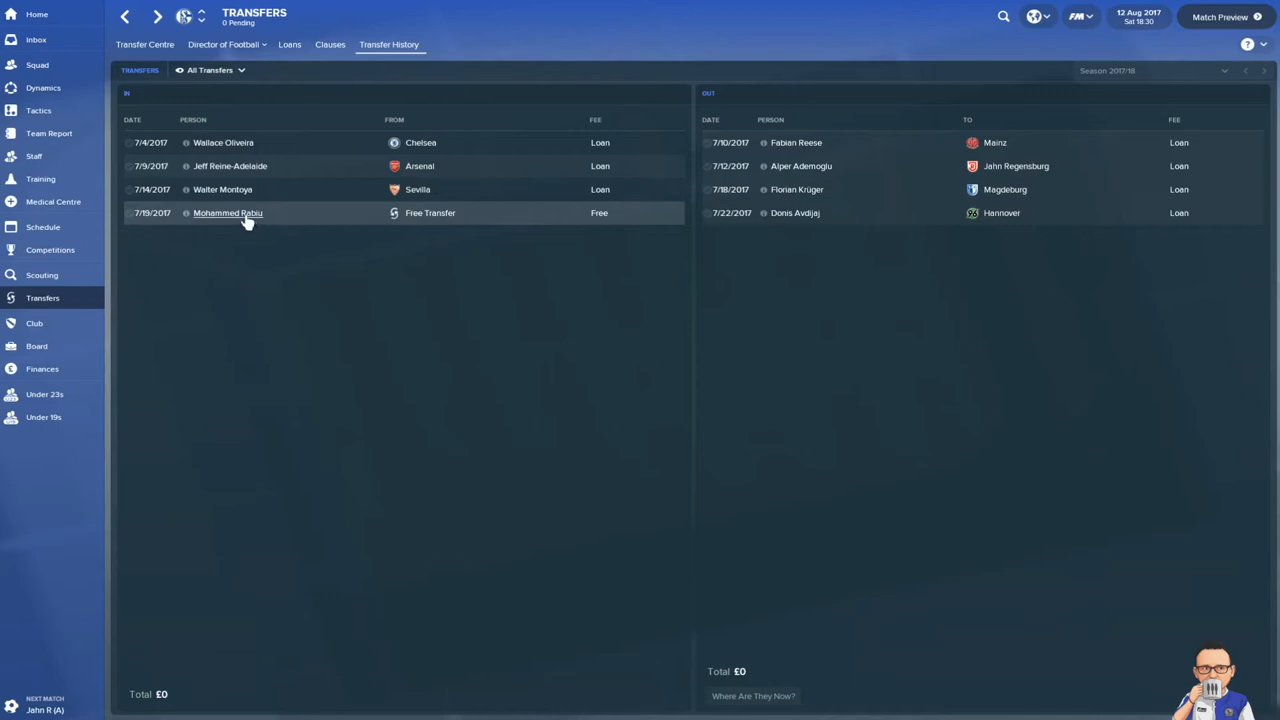 Home
Inbox
Squad
Dynamics
Tactics
Team Report
Staff
Training
Medical Centre
Schedule
Competitions
Scouting
Transfers
Club
Board
Finances
Under 23s
Under 19s
NEXT MATCH
Jahn R (A)
TRANSFERS
0 Pending
FM
12 Aug 2017
Sat 18:30
Match Preview
Transfer Centre Director of Football Loans Clauses Transfer History
?
TRANSFERS All Transfers Season 2017/18
IN
DATE PERSON FROM FEE
7/4/2017 Wallace Oliveira Chelsea Loan
7/9/2017 Jeff Reine-Adelaide Arsenal Loan
7/14/2017 Walter Montoya Sevilla Loan
7/19/2017 Mohammed Rabiu Free Transfer Free
Total £0
OUT
DATE PERSON TO FEE
7/10/2017 Fabian Reese Mainz Loan
7/12/2017 Alper Ademoglu Jahn Regensburg Loan
7/18/2017 Florian Krüger Magdeburg Loan
7/22/2017 Donis Avdijaj Hannover Loan
Total £0
Where Are They Now?